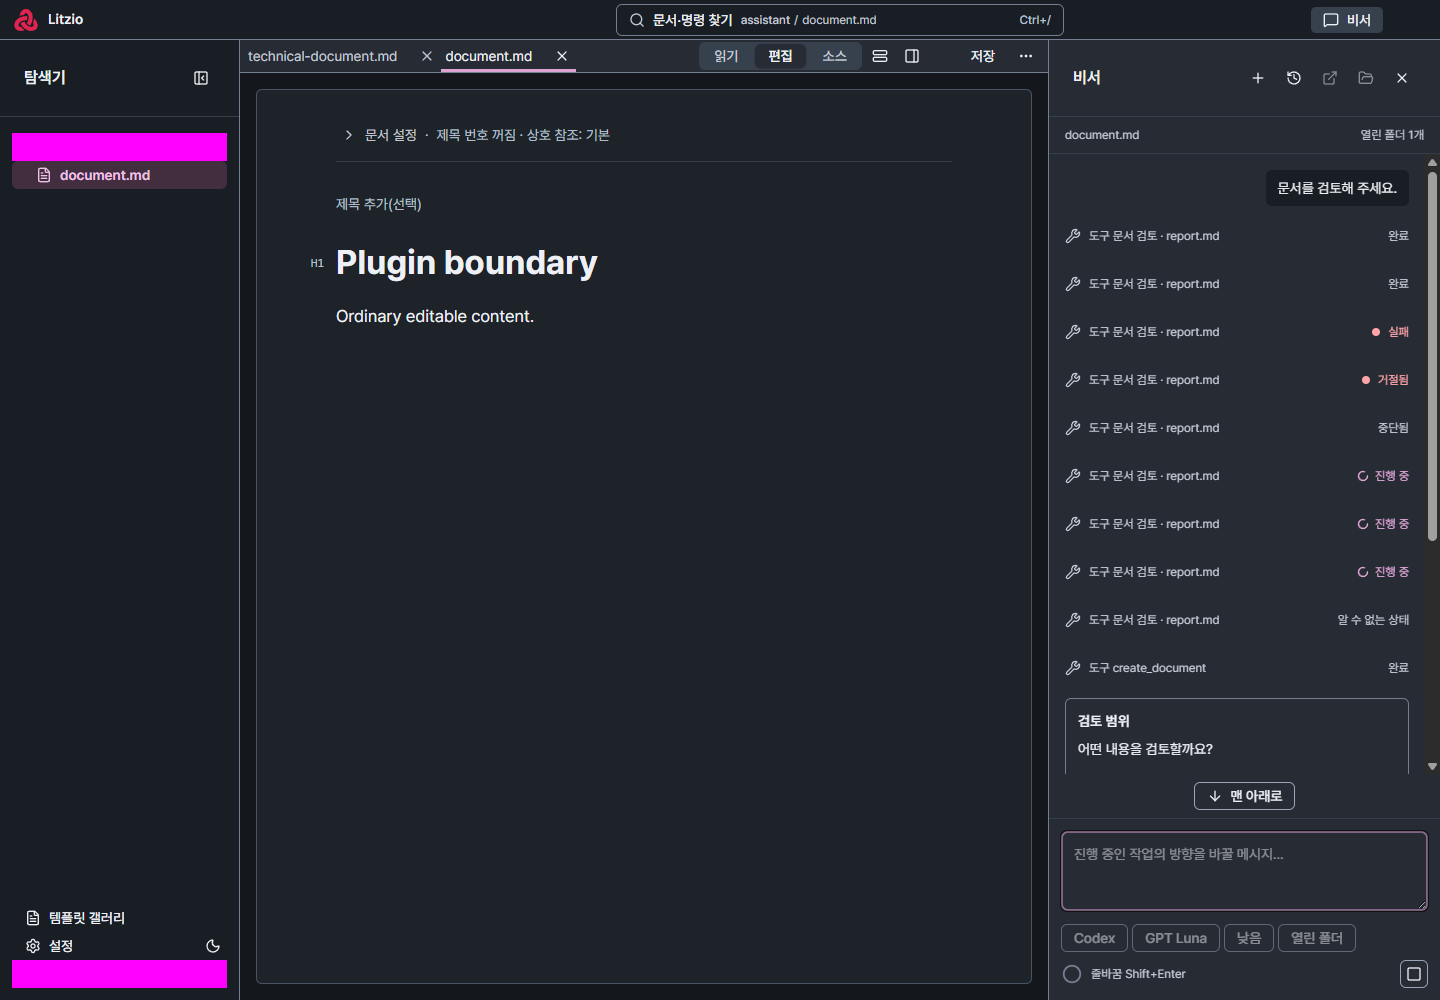 Litzio
문서·명령 찾기 assistant / document.md Ctrl+/
비서
탐색기
document.md
템플릿 갤러리
설정
technical-document.md
document.md
읽기 편집 소스
저장
문서 설정 · 제목 번호 꺼짐 · 상호 참조: 기본
제목 추가(선택)
H1 Plugin boundary
Ordinary editable content.
비서
document.md 열린 폴더 1개
문서를 검토해 주세요.
도구 문서 검토 · report.md 완료
도구 문서 검토 · report.md 완료
도구 문서 검토 · report.md 실패
도구 문서 검토 · report.md 거절됨
도구 문서 검토 · report.md 중단됨
도구 문서 검토 · report.md 진행 중
도구 문서 검토 · report.md 진행 중
도구 문서 검토 · report.md 진행 중
도구 문서 검토 · report.md 알 수 없는 상태
도구 create_document 완료
검토 범위
어떤 내용을 검토할까요?
맨 아래로
진행 중인 작업의 방향을 바꿀 메시지...
Codex GPT Luna 낮음 열린 폴더
줄바꿈 Shift+Enter